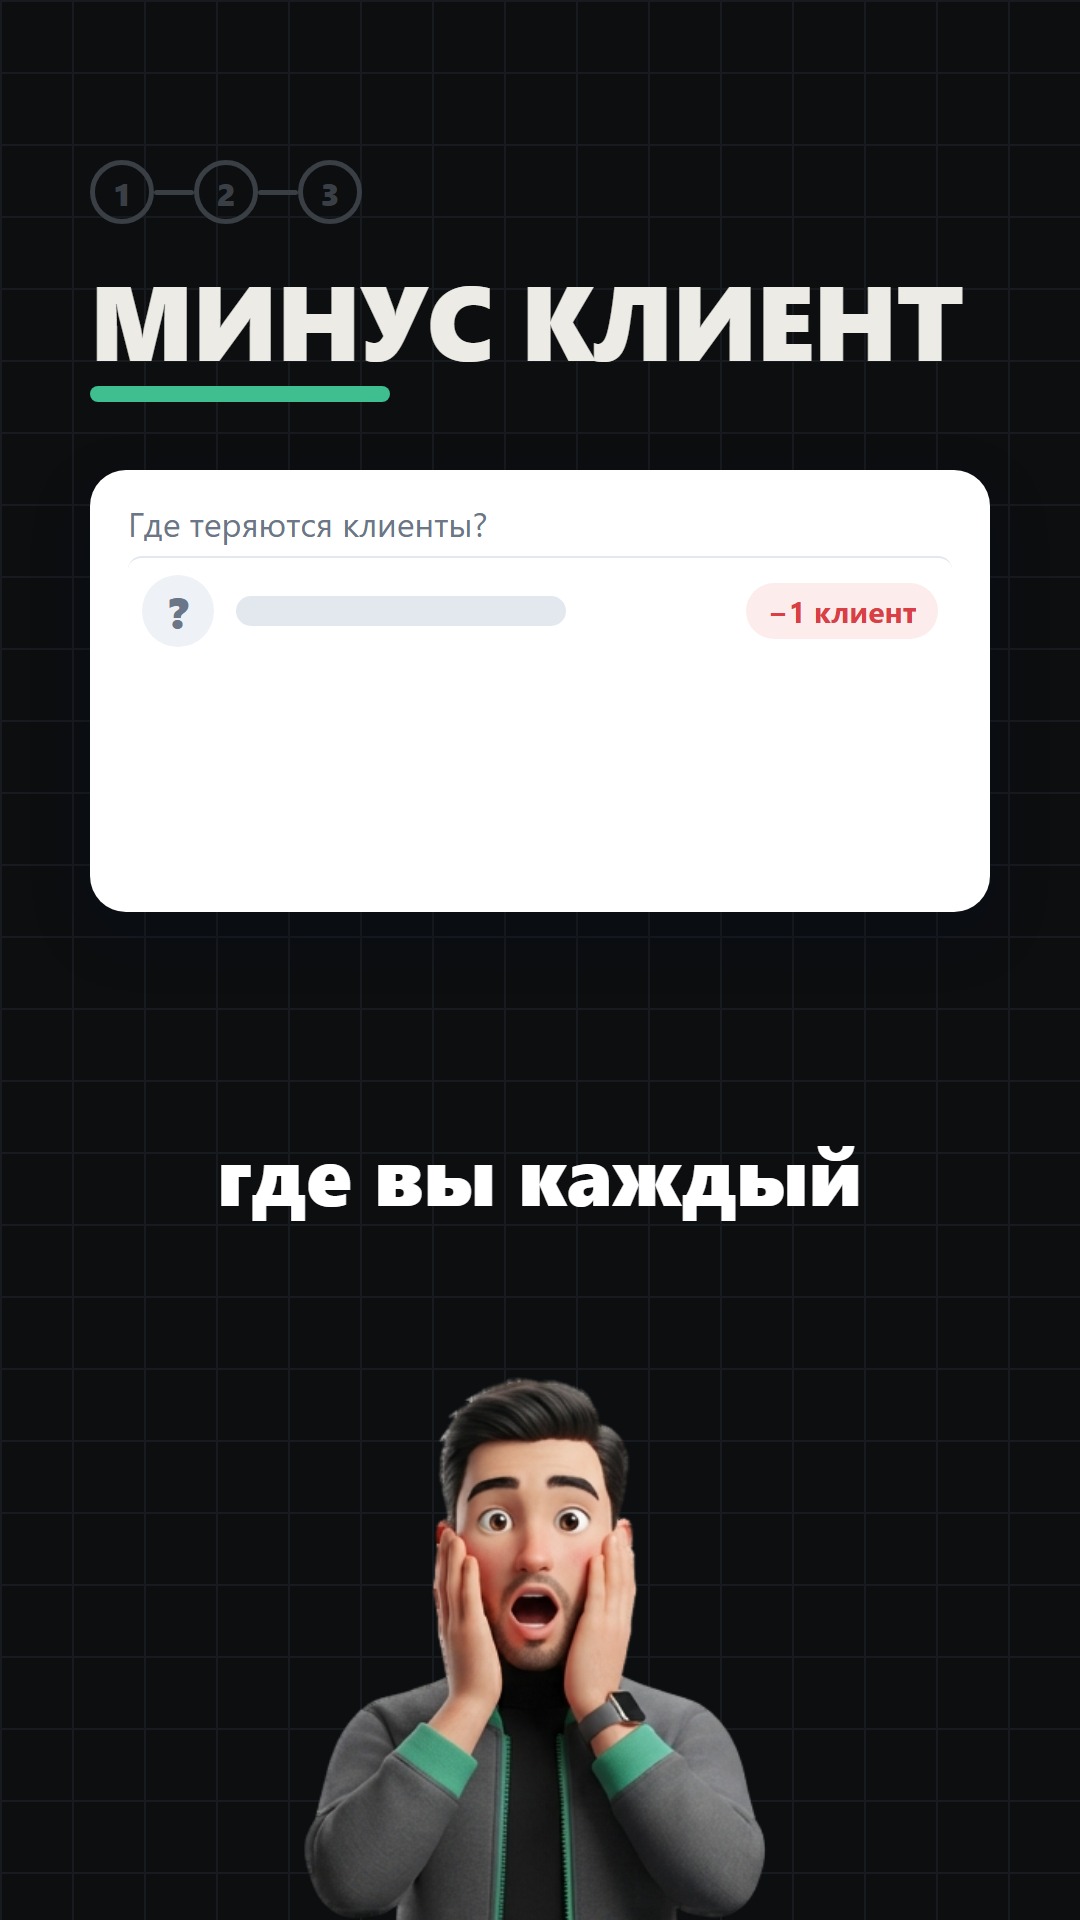 1 2 3
МИНУС КЛИЕНТ
Где теряются клиенты?
? −1 клиент
где вы каждый